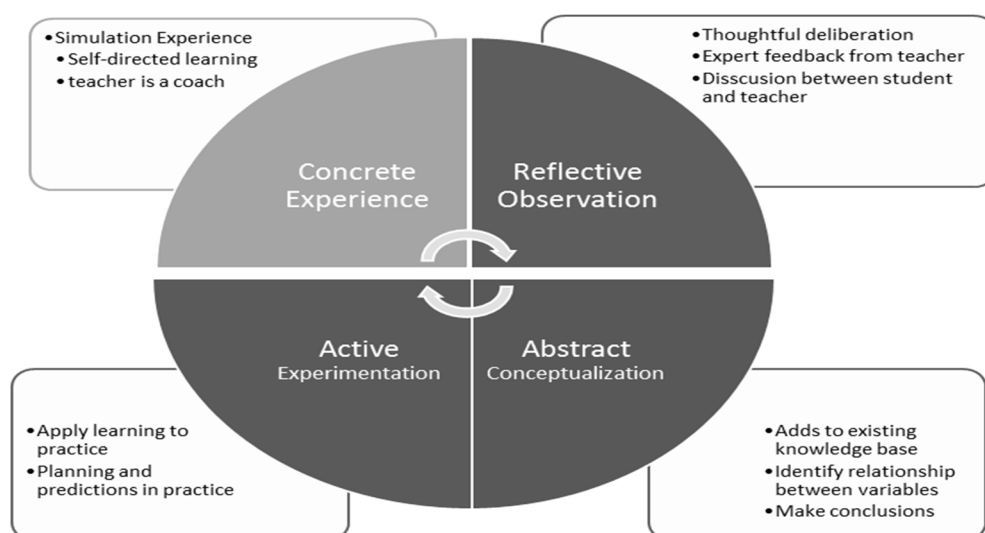 • Simulation Experience
• Self-directed learning
• teacher is a coach
• Thoughtful deliberation
• Expert feedback from teacher
• Disscusion between student
and teacher
Concrete
Experience
Reflective
Observation
Active
Experimentation
Abstract
Conceptualization
• Apply learning to
practice
• Planning and
predictions in practice
• Adds to existing
knowledge base
• Identify relationship
between variables
• Make conclusions